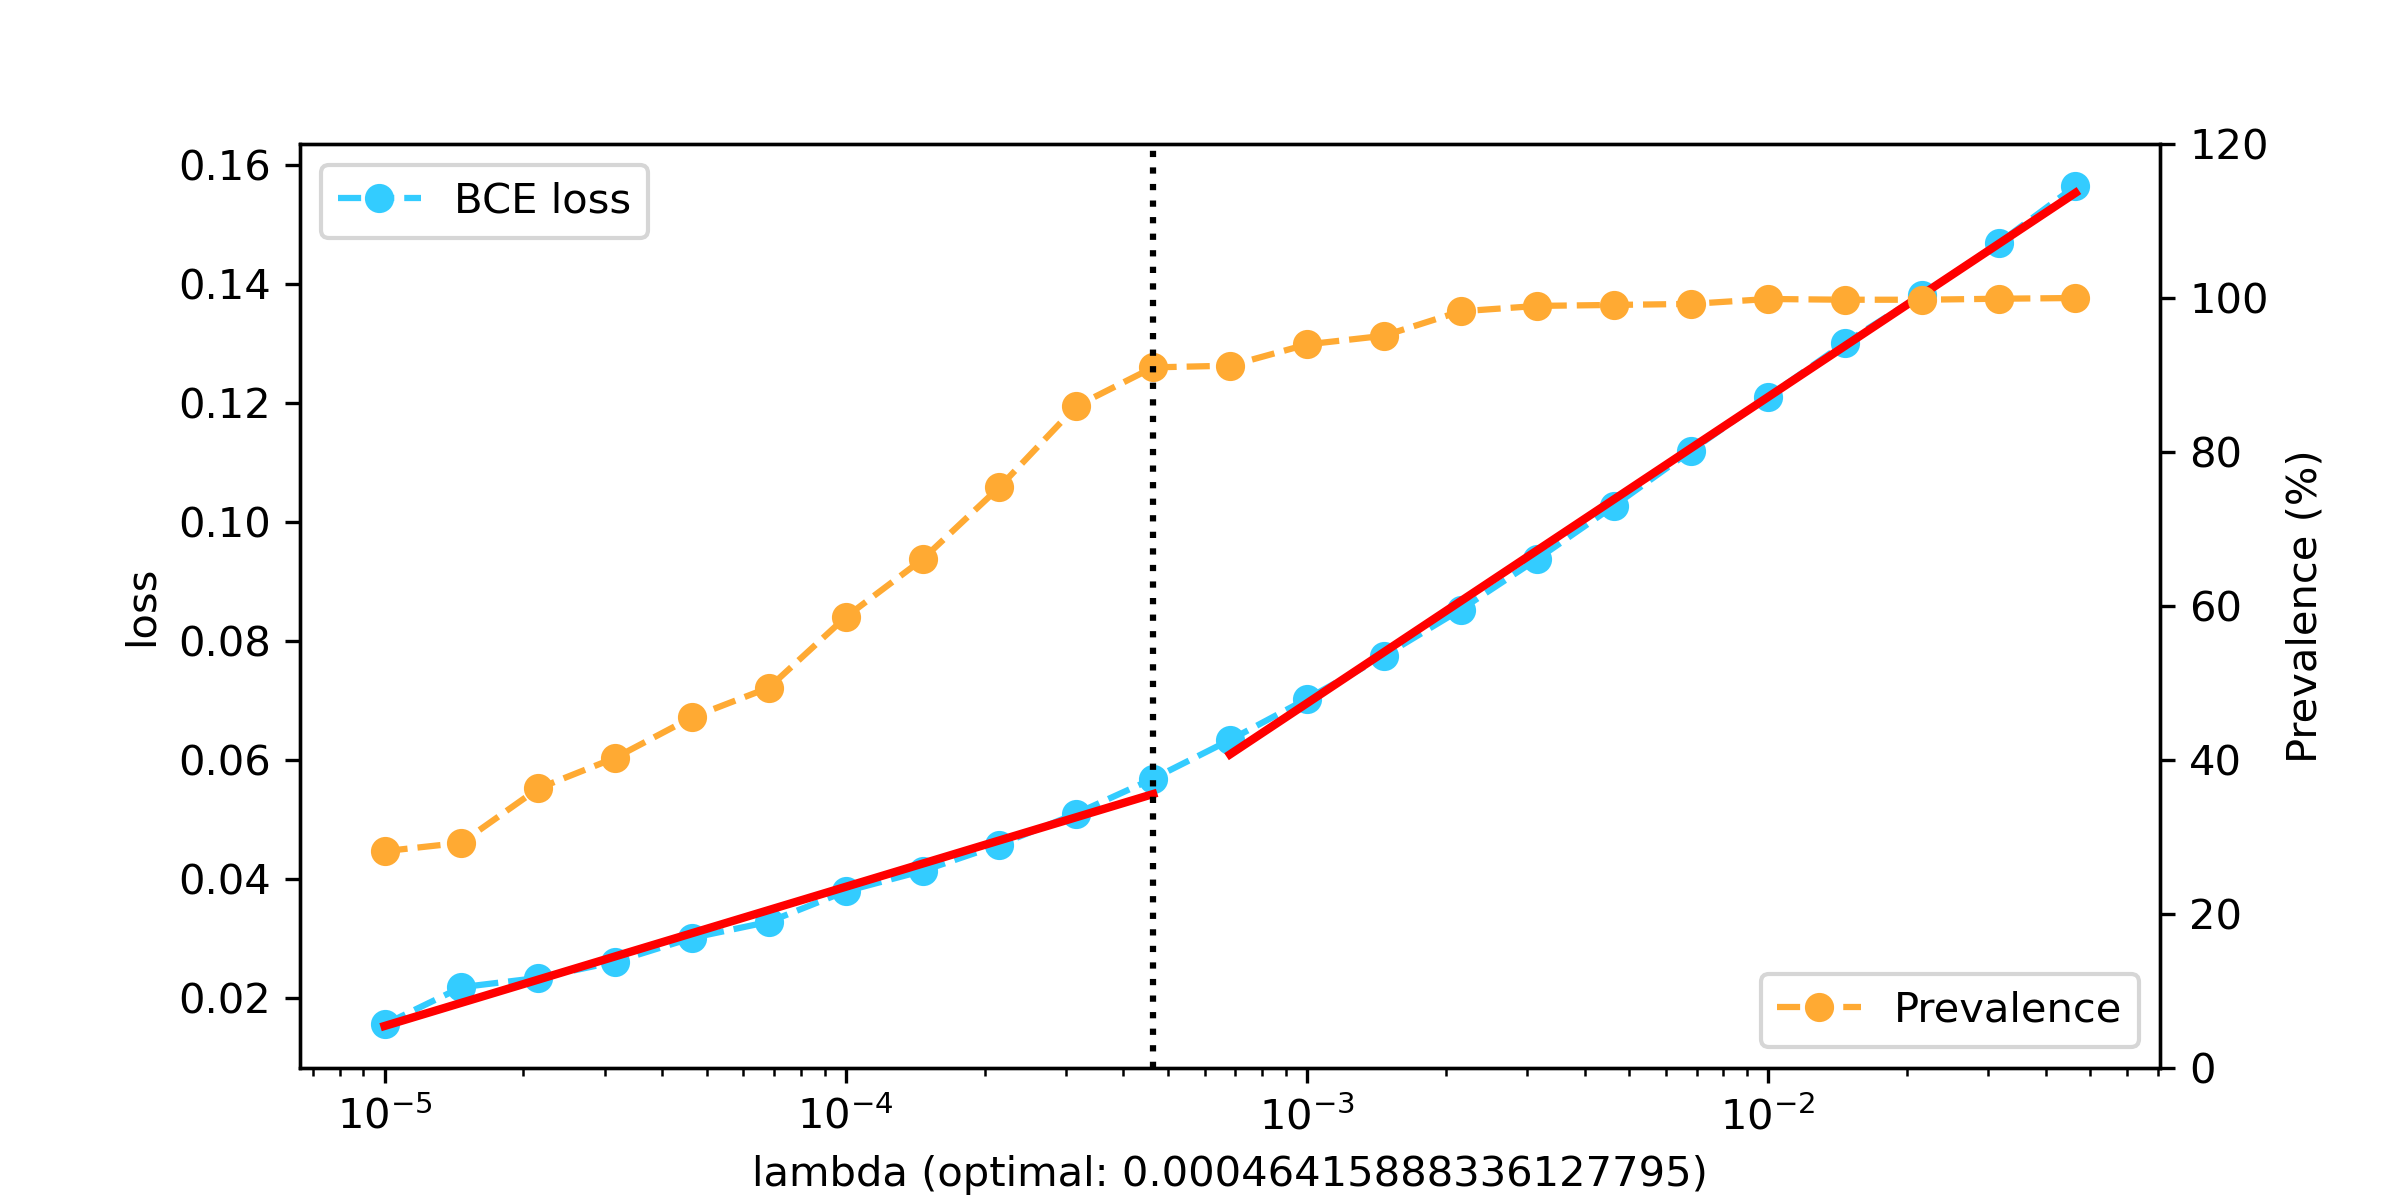 BCE loss
0.16
0.14
0.12
0.10
0.08
0.06
0.04
0.02
loss
120
100
80
60
40
20
0
Prevalence (%)
Prevalence
10⁻⁵ 10⁻⁴ 10⁻³ 10⁻²
lambda (optimal: 0.00046415888336127795)